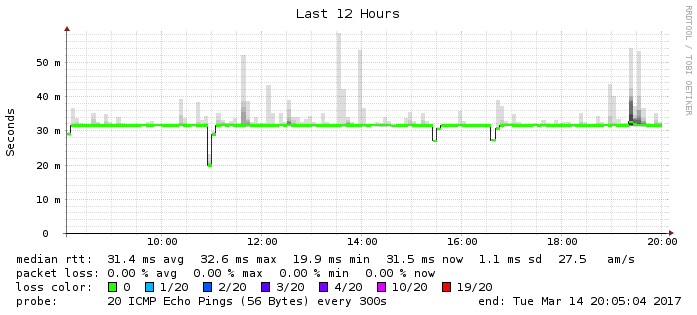 Last 12 Hours
RRDTOOL / TOBI OETIKER
Seconds
50 m
40 m
30 m
20 m
10 m
0
10:00 12:00 14:00 16:00 18:00 20:00
median rtt: 31.4 ms avg 32.6 ms max 19.9 ms min 31.5 ms now 1.1 ms sd 27.5 am/s
packet loss: 0.00 % avg 0.00 % max 0.00 % min 0.00 % now
loss color: 0 1/20 2/20 3/20 4/20 10/20 19/20
probe: 20 ICMP Echo Pings (56 Bytes) every 300s end: Tue Mar 14 20:05:04 2017